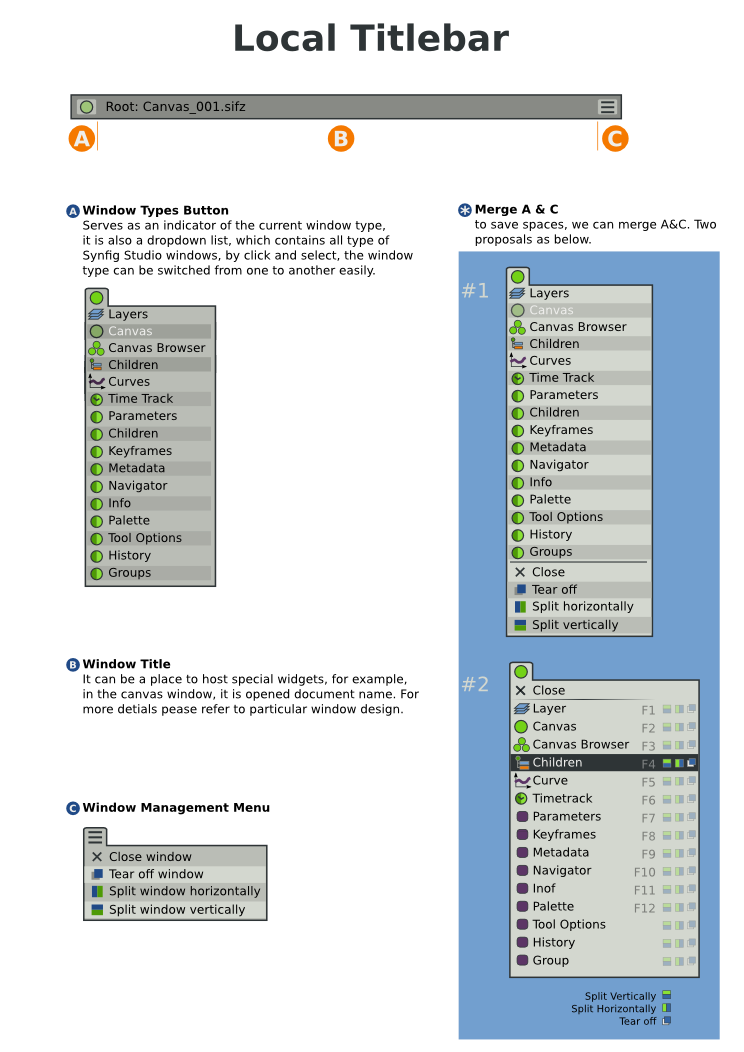 Local Titlebar
Root: Canvas_001.sifz
A
B
C
A Window Types Button
Serves as an indicator of the current window type,
it is also a dropdown list, which contains all type of
Synfig Studio windows, by click and select, the window
type can be switched from one to another easily.
Layers
Canvas
Canvas Browser
Children
Curves
Time Track
Parameters
Children
Keyframes
Metadata
Navigator
Info
Palette
Tool Options
History
Groups
B Window Title
It can be a place to host special widgets, for example,
in the canvas window, it is opened document name. For
more detials pease refer to particular window design.
C Window Management Menu
Close window
Tear off window
Split window horizontally
Split window vertically
* Merge A & C
to save spaces, we can merge A&C. Two
proposals as below.
#1
Layers
Canvas
Canvas Browser
Children
Curves
Time Track
Parameters
Children
Keyframes
Metadata
Navigator
Info
Palette
Tool Options
History
Groups
Close
Tear off
Split horizontally
Split vertically
#2
Close
Layer F1
Canvas F2
Canvas Browser F3
Children F4
Curve F5
Timetrack F6
Parameters F7
Keyframes F8
Metadata F9
Navigator F10
Inof F11
Palette F12
Tool Options
History
Group
Split Vertically
Split Horizontally
Tear off